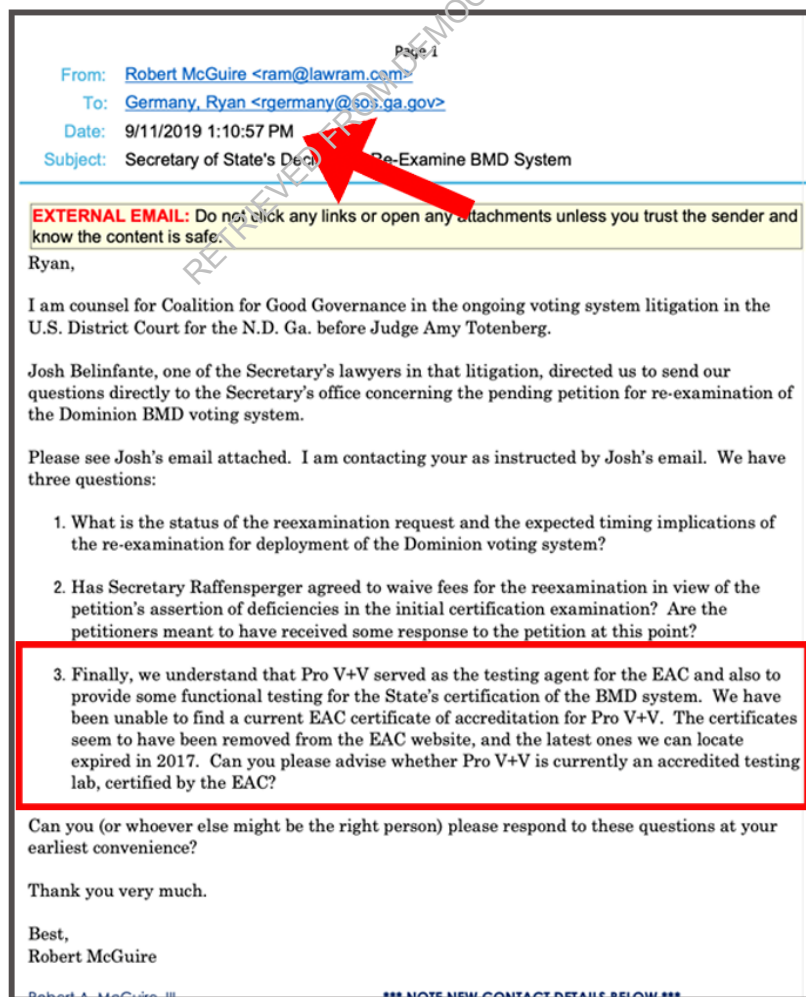 Page 1
From: Robert McGuire <ram@lawram.com>
To: Germany, Ryan <rgermany@sos.ga.gov>
Date: 9/11/2019 1:10:57 PM
Subject: Secretary of State's Re-Examine BMD System
RETRIEVED FROM
EXTERNAL EMAIL: Do not click any links or open any attachments unless you trust the sender and
know the content is safe.
Ryan,
I am counsel for Coalition for Good Governance in the ongoing voting system litigation in the
U.S. District Court for the N.D. Ga. before Judge Amy Totenberg.
Josh Belinfante, one of the Secretary's lawyers in that litigation, directed us to send our
questions directly to the Secretary's office concerning the pending petition for re-examination of
the Dominion BMD voting system.
Please see Josh's email attached. I am contacting your as instructed by Josh's email. We have
three questions:
1. What is the status of the reexamination request and the expected timing implications of
the re-examination for deployment of the Dominion voting system?
2. Has Secretary Raffensperger agreed to waive fees for the reexamination in view of the
petition's assertion of deficiencies in the initial certification examination? Are the
petitioners meant to have received some response to the petition at this point?
3. Finally, we understand that Pro V+V served as the testing agent for the EAC and also to
provide some functional testing for the State's certification of the BMD system. We have
been unable to find a current EAC certificate of accreditation for Pro V+V. The certificates
seem to have been removed from the EAC website, and the latest ones we can locate
expired in 2017. Can you please advise whether Pro V+V is currently an accredited testing
lab, certified by the EAC?
Can you (or whoever else might be the right person) please respond to these questions at your
earliest convenience?
Thank you very much.
Best,
Robert McGuire
Robert A. McGuire, III
*** NOTE NEW CONTACT DETAILS BELOW ***